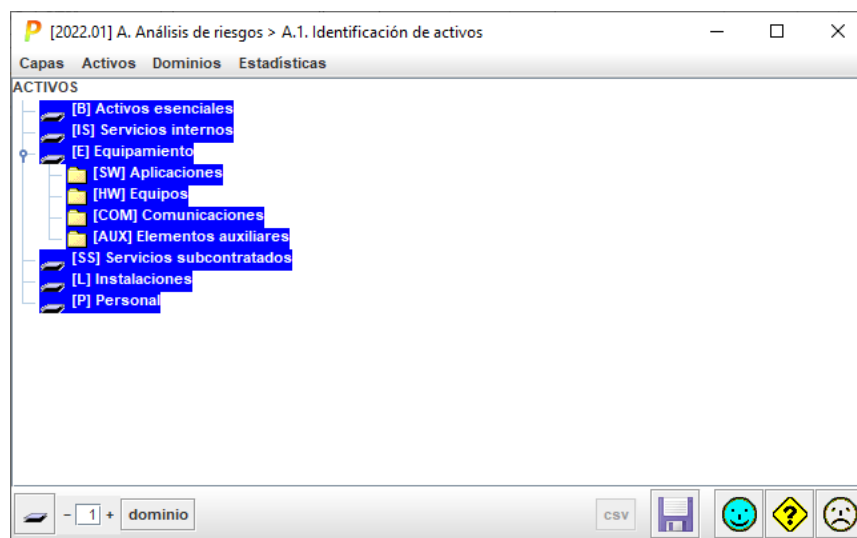 P [2022.01] A. Análisis de riesgos > A.1. Identificación de activos
Capas Activos Dominios Estadísticas
ACTIVOS
[B] Activos esenciales
[IS] Servicios internos
[E] Equipamiento
[SW] Aplicaciones
[HW] Equipos
[COM] Comunicaciones
[AUX] Elementos auxiliares
[SS] Servicios subcontratados
[L] Instalaciones
[P] Personal
- 1 + dominio csv ?